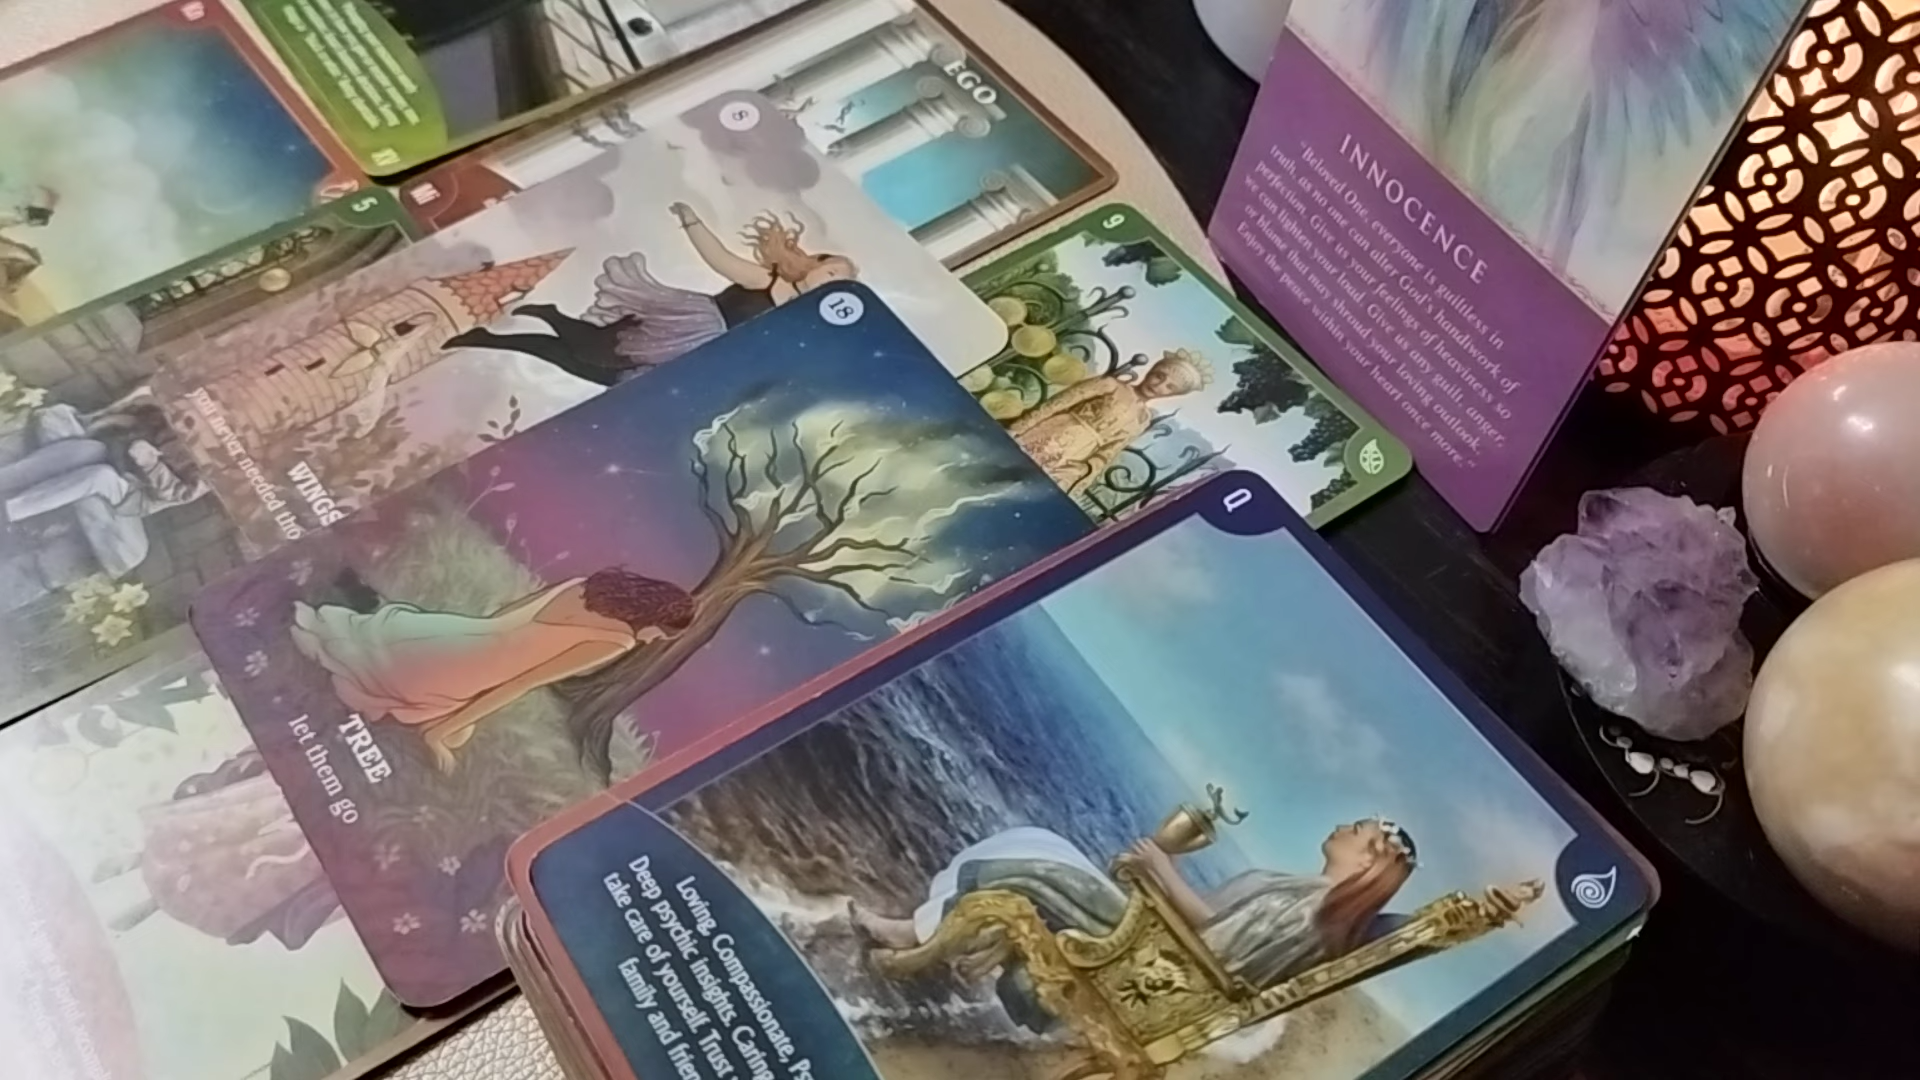 EGO
8
5
XV
you never needed tho
WINGS
18
9
INNOCENCE
"Beloved One, everyone is guiltless in
truth, as no one can alter God's handiwork of
perfection. Give us your feelings of heaviness so
we can lighten your load. Give us any guilt, anger,
or blame that may shroud your loving outlook.
Enjoy the peace within your heart once more."
TREE
let them go
Q
Loving, Compassionate, Ps
Deep psychic insights. Caring
take care of yourself. Trust
family and frien